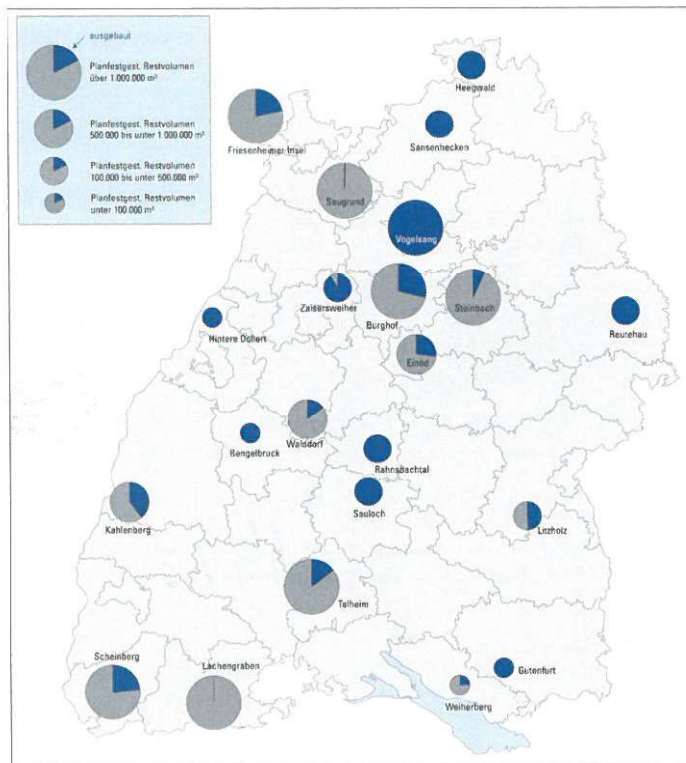 ausgebaut
Planfestgest. Restvolumen
über 1.000.000 m³
Planfestgest. Restvolumen
500.000 bis unter 1.000.000 m³
Planfestgest. Restvolumen
100.000 bis unter 500.000 m³
Planfestgest. Restvolumen
unter 100.000 m³
Heegwald
Friesenheimer Insel
Sansenhecken
Saugrund
Vogelsang
Zaisersweiher
Burghof
Steinbach
Hintere Dollert
Reutehau
Einöd
Walddorf
Bengelbruck
Rahnsbachtal
Sauloch
Kahlenberg
Litzholz
Talheim
Scheinberg
Lachengraben
Gutenfurt
Weiherberg